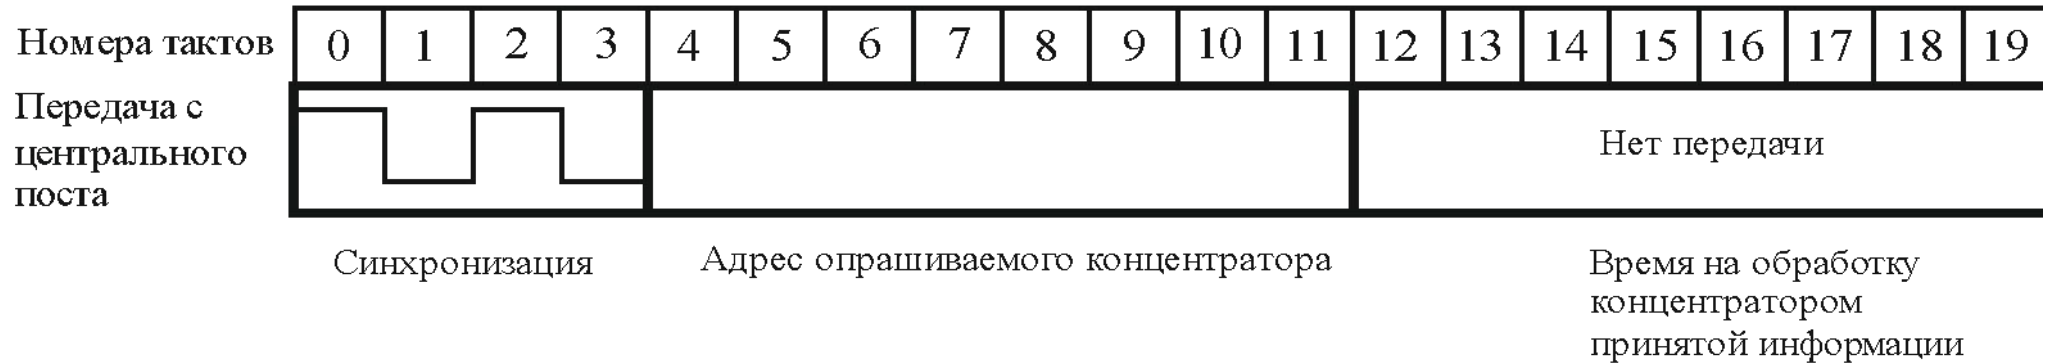 Номера тактов 0 1 2 3 4 5 6 7 8 9 10 11 12 13 14 15 16 17 18 19
Передача с
центрального
поста
Нет передачи
Синхронизация
Адрес опрашиваемого концентратора
Время на обработку
концентратором
принятой информации